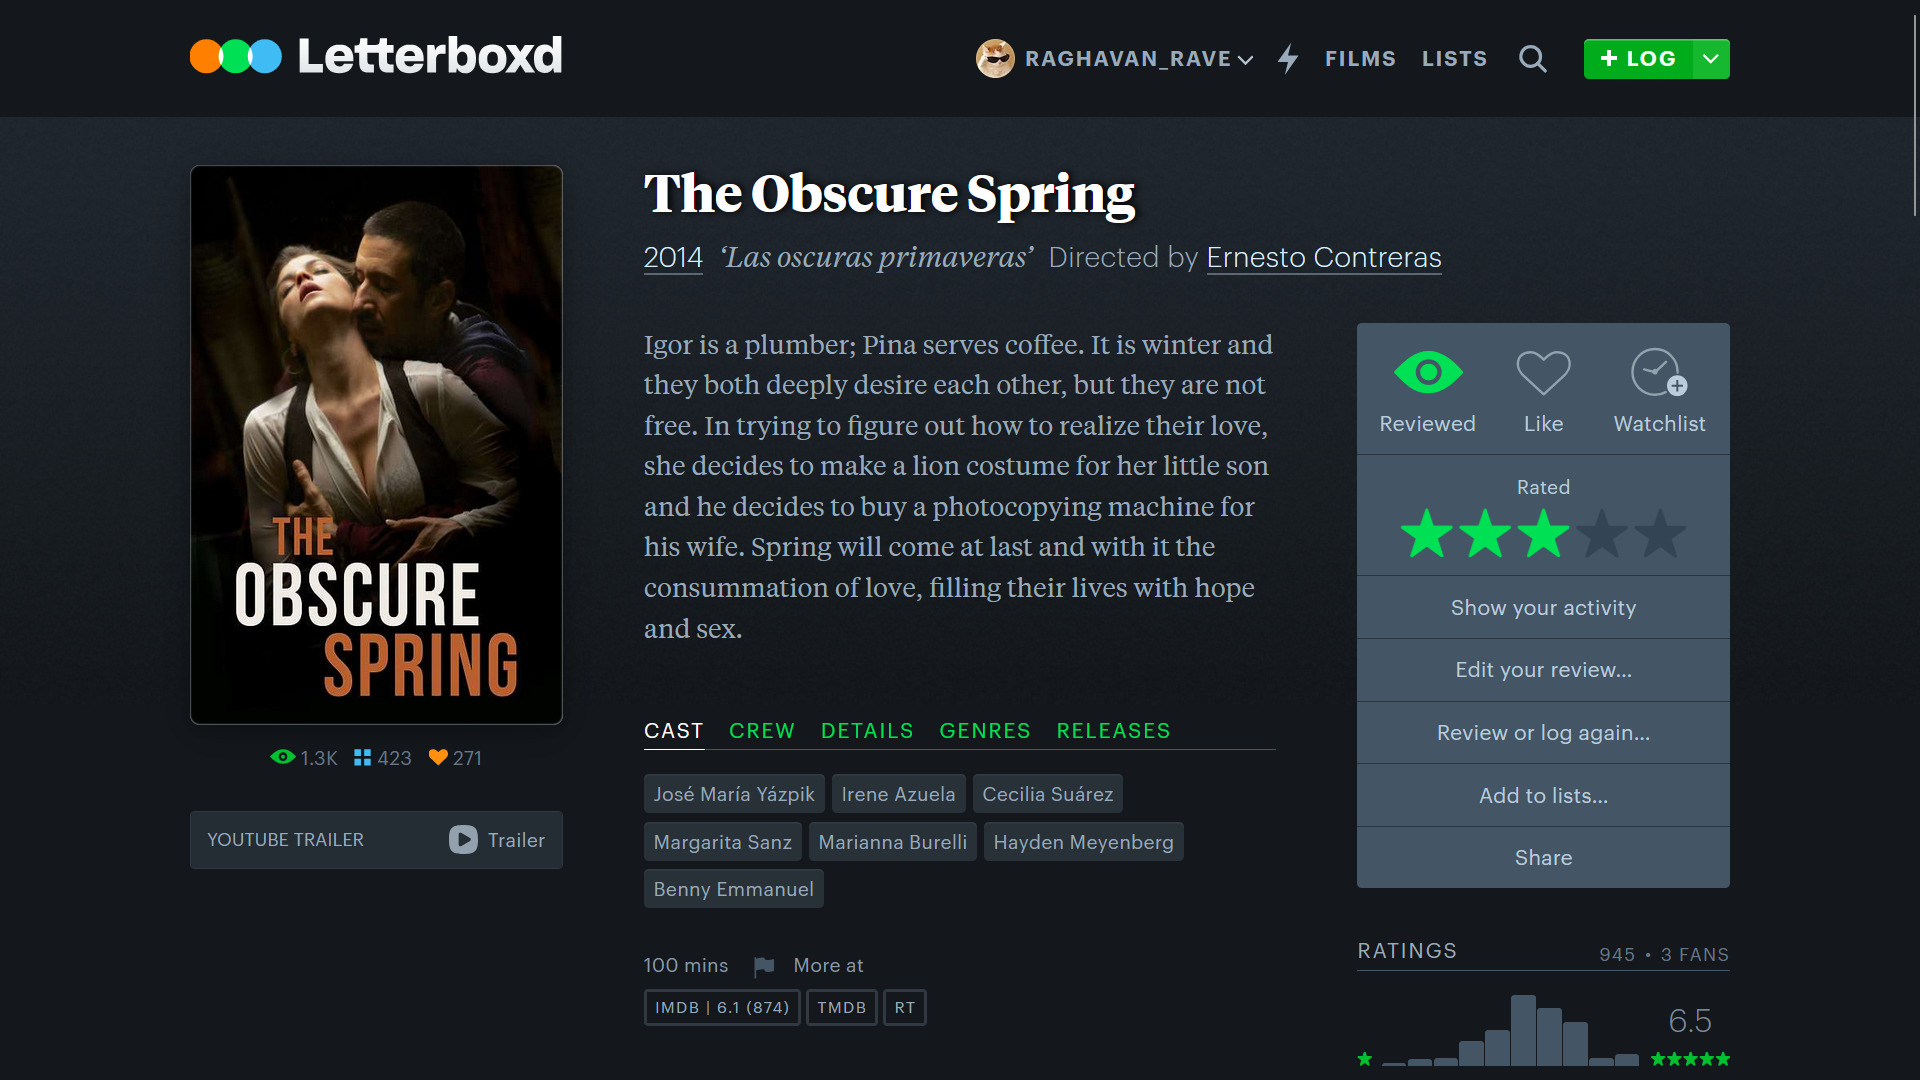 Letterboxd
RAGHAVAN_RAVE
FILMS
LISTS
+ LOG
THE
OBSCURE
SPRING
1.3K 423 271
YOUTUBE TRAILER Trailer
The Obscure Spring
2014 ‘Las oscuras primaveras’ Directed by Ernesto Contreras
Igor is a plumber; Pina serves coffee. It is winter and
they both deeply desire each other, but they are not
free. In trying to figure out how to realize their love,
she decides to make a lion costume for her little son
and he decides to buy a photocopying machine for
his wife. Spring will come at last and with it the
consummation of love, filling their lives with hope
and sex.
CAST CREW DETAILS GENRES RELEASES
José María Yázpik Irene Azuela Cecilia Suárez
Margarita Sanz Marianna Burelli Hayden Meyenberg
Benny Emmanuel
100 mins More at
IMDB | 6.1 (874) TMDB RT
Reviewed Like Watchlist
Rated
Show your activity
Edit your review…
Review or log again…
Add to lists…
Share
RATINGS 945 • 3 FANS
6.5